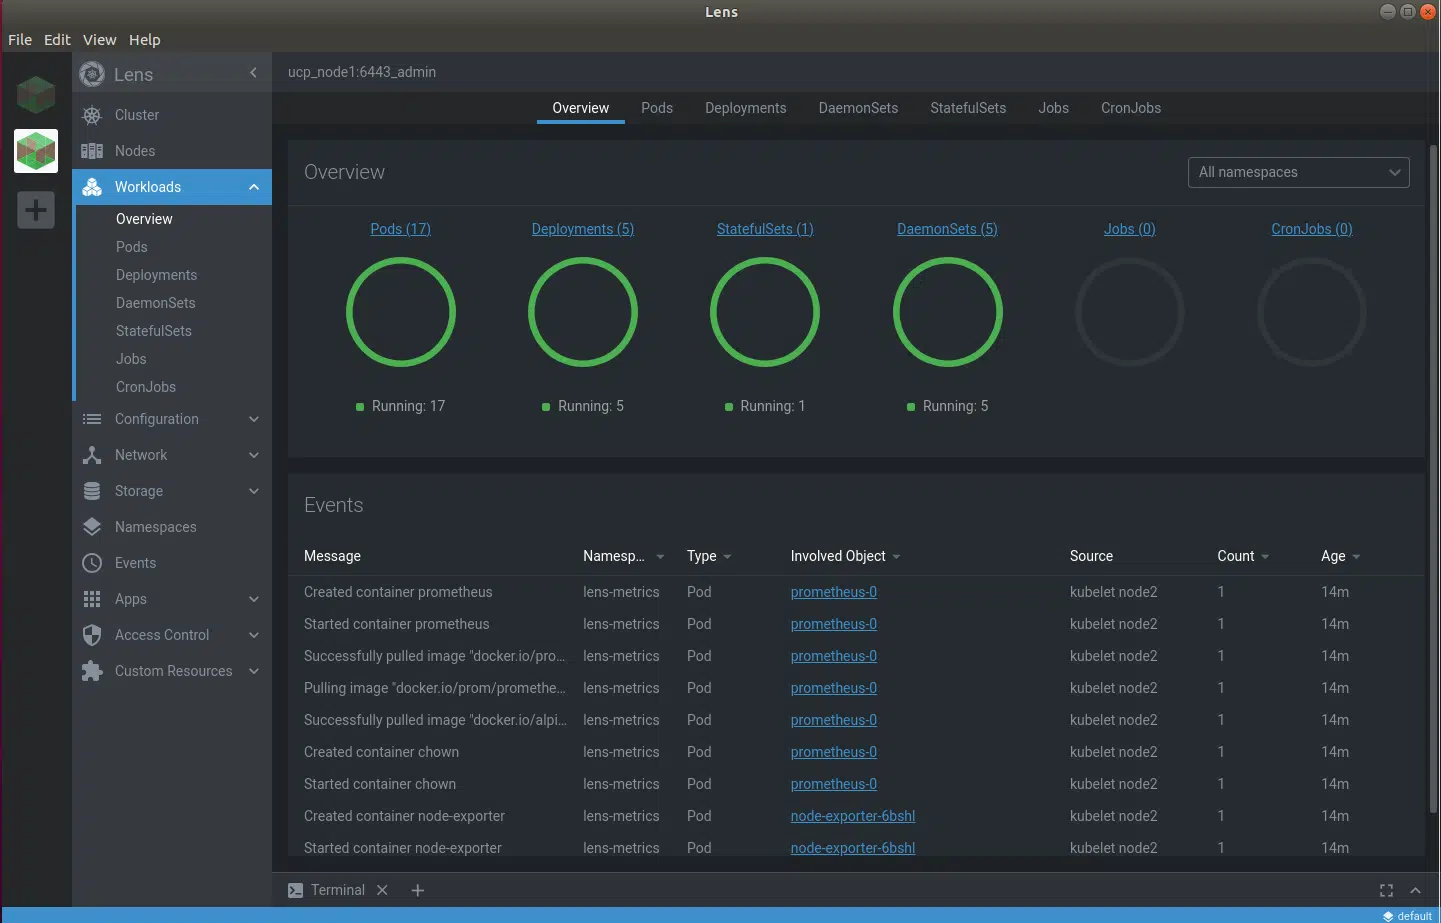 Lens
File Edit View Help
Lens
ucp_node1:6443_admin
Cluster
Nodes
Workloads
Overview
Pods
Deployments
DaemonSets
StatefulSets
Jobs
CronJobs
Configuration
Network
Storage
Namespaces
Events
Apps
Access Control
Custom Resources
Overview Pods Deployments DaemonSets StatefulSets Jobs CronJobs
Overview All namespaces
Pods (17) Deployments (5) StatefulSets (1) DaemonSets (5) Jobs (0) CronJobs (0)
Running: 17 Running: 5 Running: 1 Running: 5
Events
Message Namesp... Type Involved Object Source Count Age
Created container prometheus lens-metrics Pod prometheus-0 kubelet node2 1 14m
Started container prometheus lens-metrics Pod prometheus-0 kubelet node2 1 14m
Successfully pulled image "docker.io/pro... lens-metrics Pod prometheus-0 kubelet node2 1 14m
Pulling image "docker.io/prom/promethe... lens-metrics Pod prometheus-0 kubelet node2 1 14m
Successfully pulled image "docker.io/alpi... lens-metrics Pod prometheus-0 kubelet node2 1 14m
Created container chown lens-metrics Pod prometheus-0 kubelet node2 1 14m
Started container chown lens-metrics Pod prometheus-0 kubelet node2 1 14m
Created container node-exporter lens-metrics Pod node-exporter-6bshl kubelet node2 1 14m
Started container node-exporter lens-metrics Pod node-exporter-6bshl kubelet node2 1 14m
Terminal
default